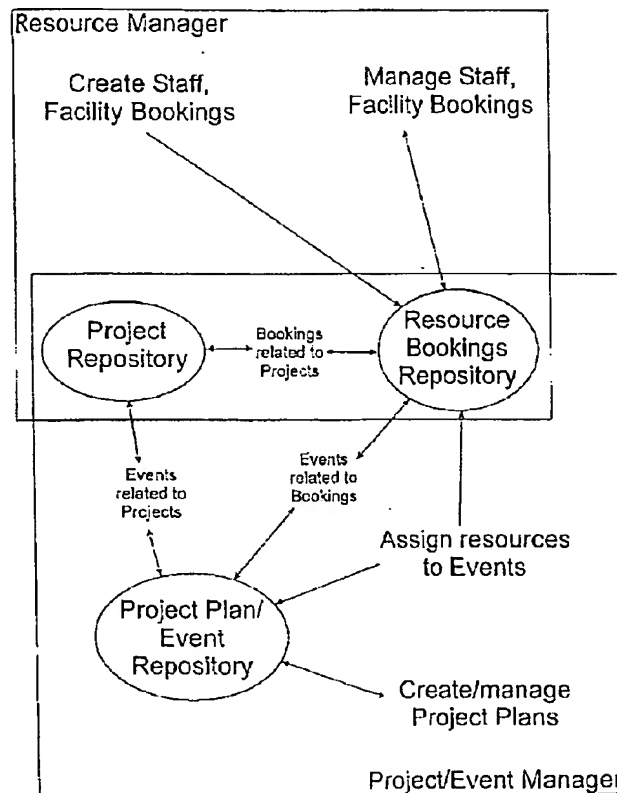 Resource Manager
Create Staff,
Facility Bookings
Manage Staff,
Facility Bookings
Project
Repository
Bookings
related to
Projects
Resource
Bookings
Repository
Events
related to
Projects
Events
related to
Bookings
Assign resources
to Events
Project Plan/
Event
Repository
Create/manage
Project Plans
Project/Event Manager